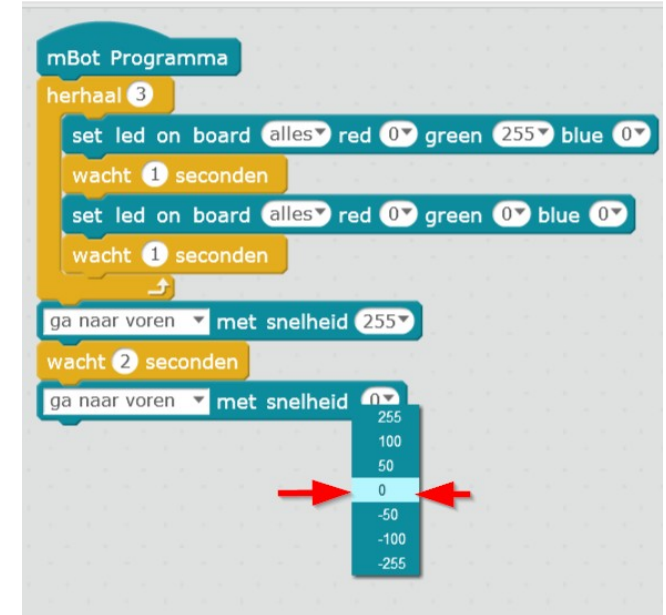 mBot Programma
herhaal 3
set led on board alles red 0 green 255 blue 0
wacht 1 seconden
set led on board alles red 0 green 0 blue 0
wacht 1 seconden
ga naar voren met snelheid 255
wacht 2 seconden
ga naar voren met snelheid 0
255
100
50
0
-50
-100
-255